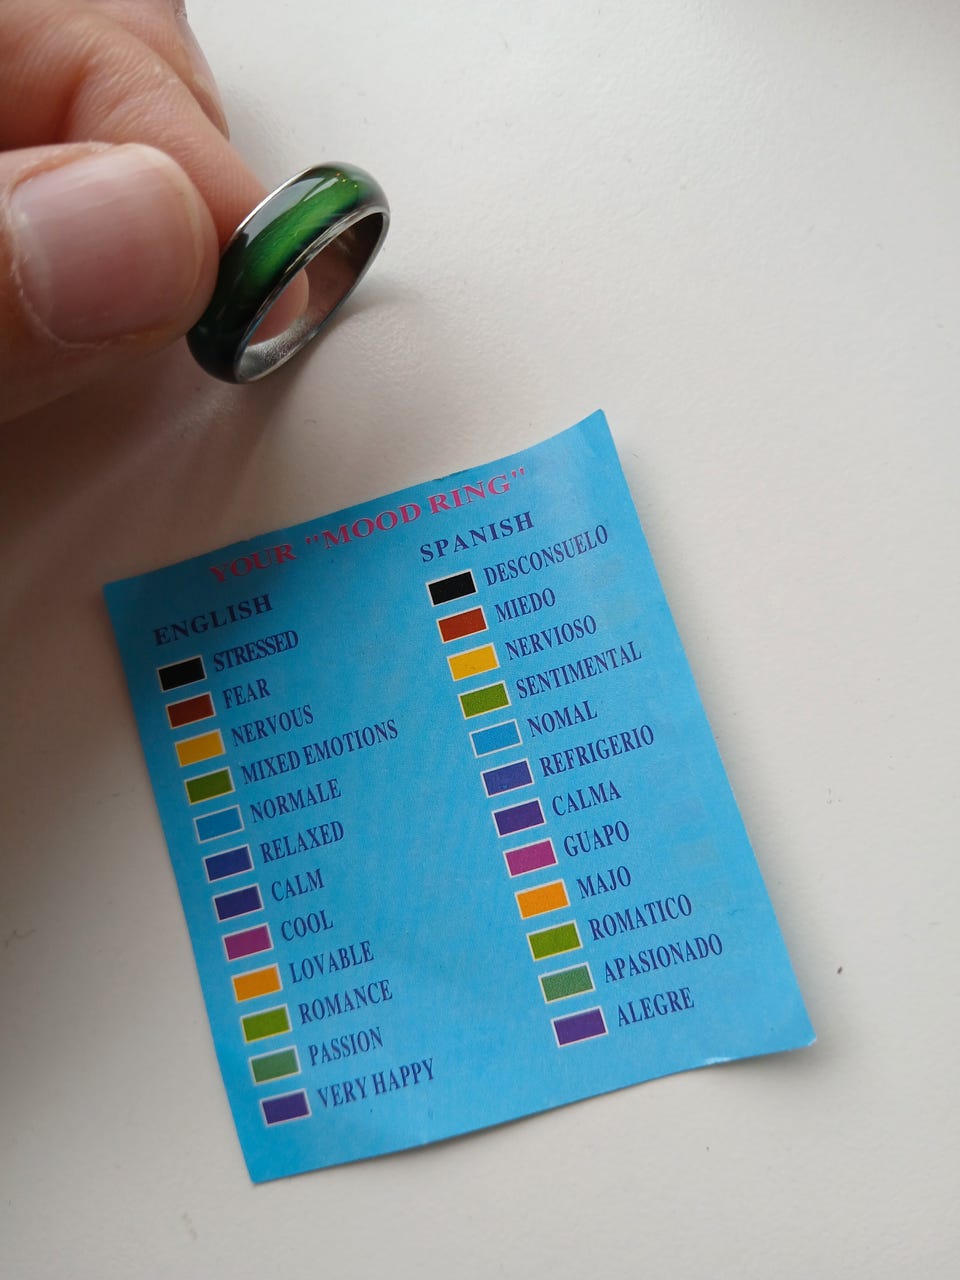 YOUR "MOOD RING"
ENGLISH
STRESSED
FEAR
NERVOUS
MIXED EMOTIONS
NORMALE
RELAXED
CALM
COOL
LOVABLE
ROMANCE
PASSION
VERY HAPPY
SPANISH
DESCONSUELO
MIEDO
NERVIOSO
SENTIMENTAL
NOMAL
REFRIGERIO
CALMA
GUAPO
MAJO
ROMATICO
APASIONADO
ALEGRE